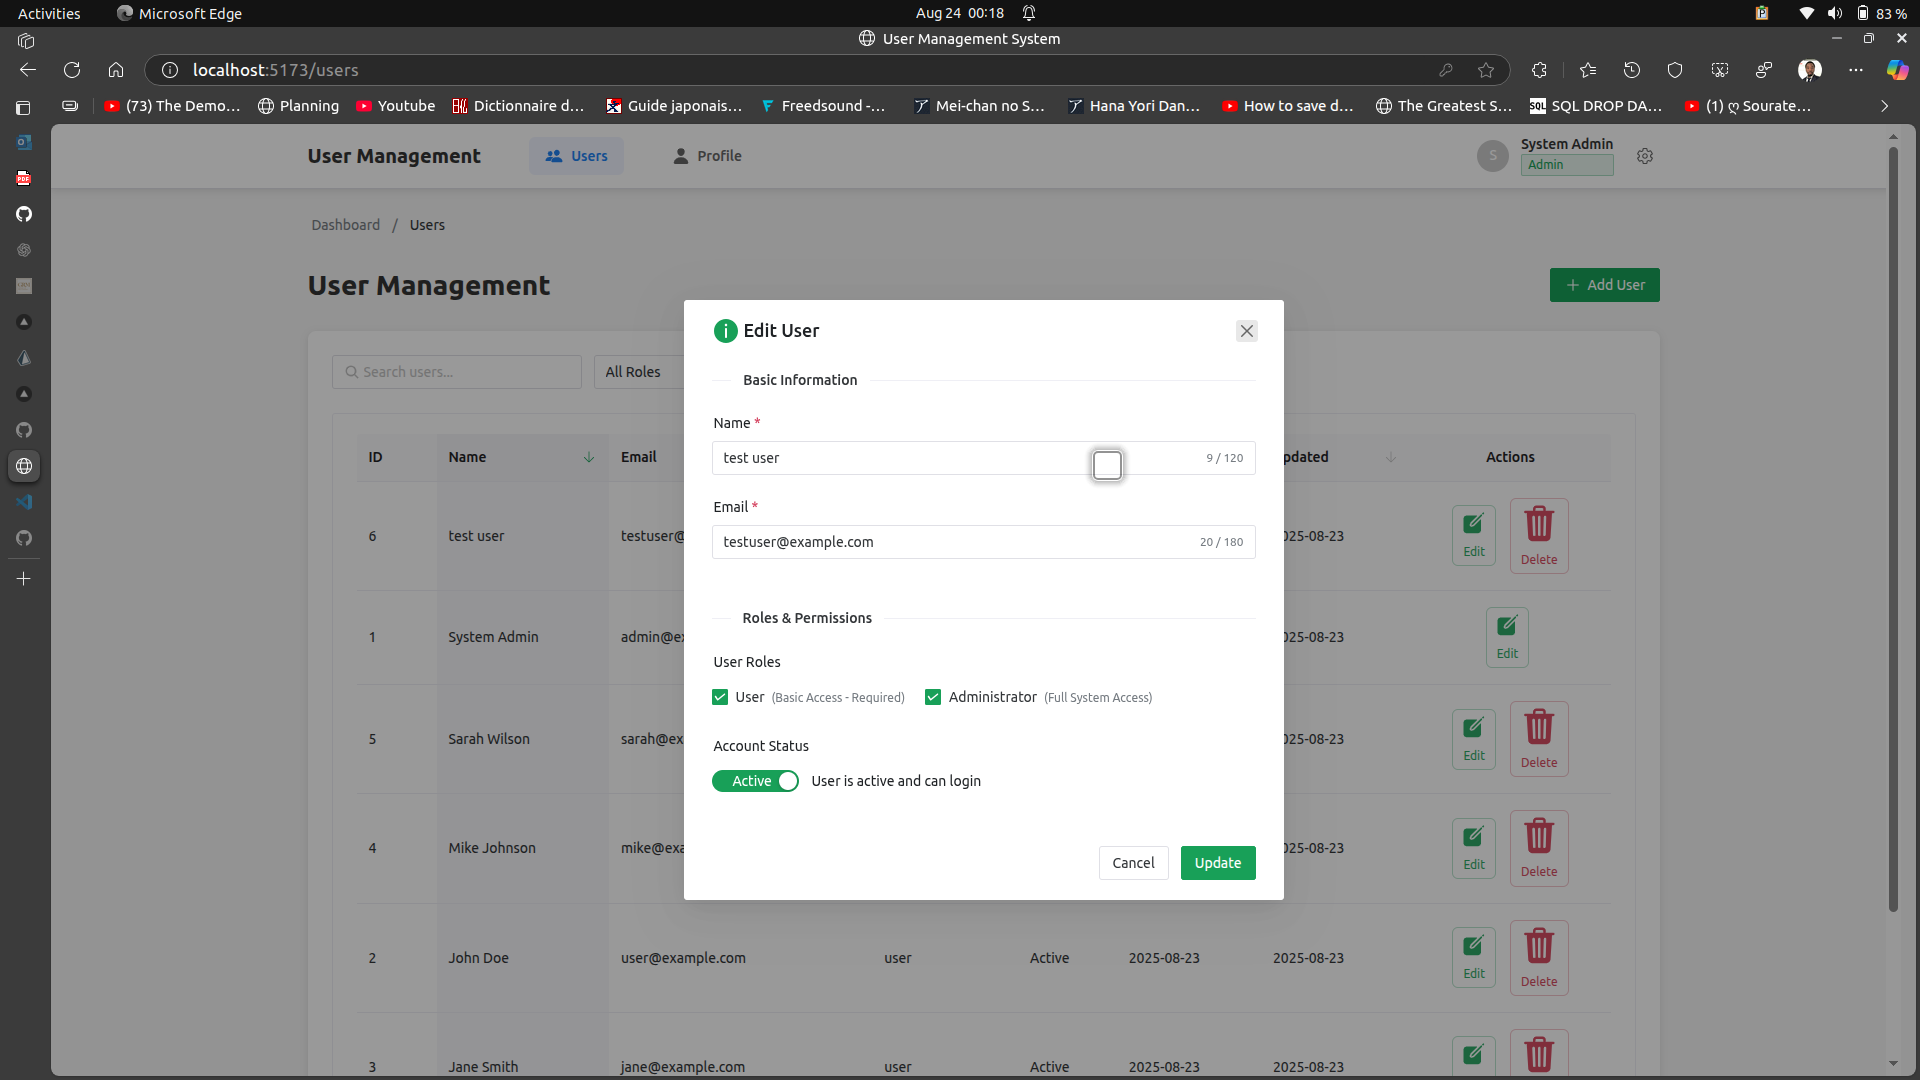 Activities Microsoft Edge Aug 24 00:18 83 %
User Management System
localhost:5173/users
(73) The Demo... Planning Youtube Dictionnaire d... Guide japonais... Freedsound -... Mei-chan no S... Hana Yori Dan... How to save d... The Greatest S... SQL DROP DA... (1) ღ Sourate...
User Management Users Profile S System Admin
Admin
Dashboard / Users
User Management
+ Add User
Edit User
Search users...
All Roles
Basic Information
Name *
test user 9 / 120
Email *
testuser@example.com 20 / 180
Roles & Permissions
User Roles
User (Basic Access - Required) Administrator (Full System Access)
Account Status
Active User is active and can login
Cancel Update
ID Name Email pdated Actions
6 test user testuser@ 025-08-23 Edit Delete
1 System Admin admin@ex 025-08-23 Edit
5 Sarah Wilson sarah@ex 025-08-23 Edit Delete
4 Mike Johnson mike@exa 025-08-23 Edit Delete
2 John Doe user@example.com user Active 2025-08-23 2025-08-23 Edit Delete
3 Jane Smith jane@example.com user Active 2025-08-23 2025-08-23